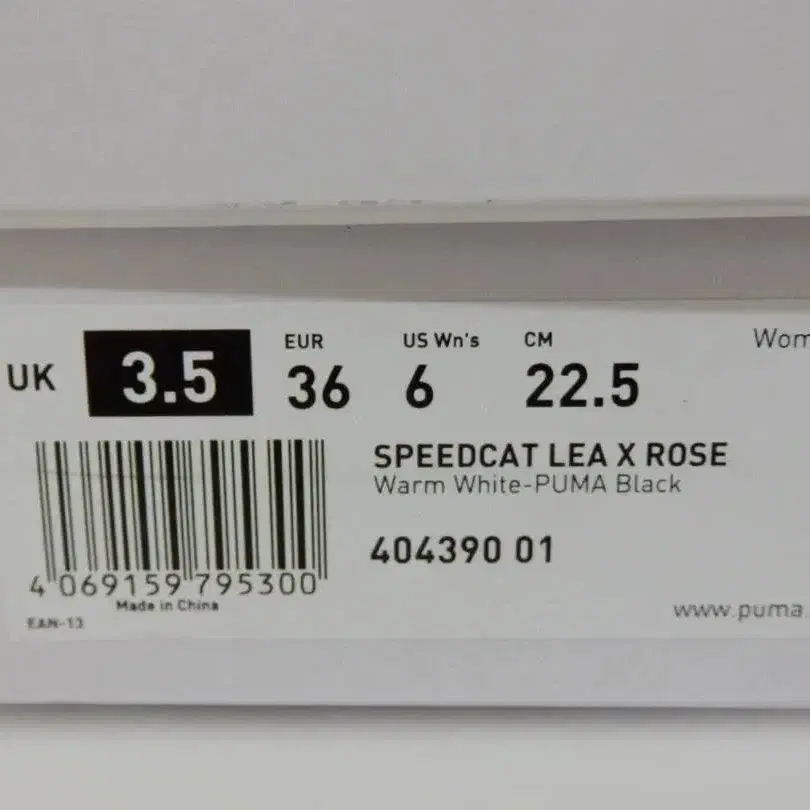 UK 3.5
EUR 36
US Wn's 6
CM 22.5
Wom
SPEEDCAT LEA X ROSE
Warm White-PUMA Black
404390 01
4 069159 795300
Made in China
EAN-13
www.puma.